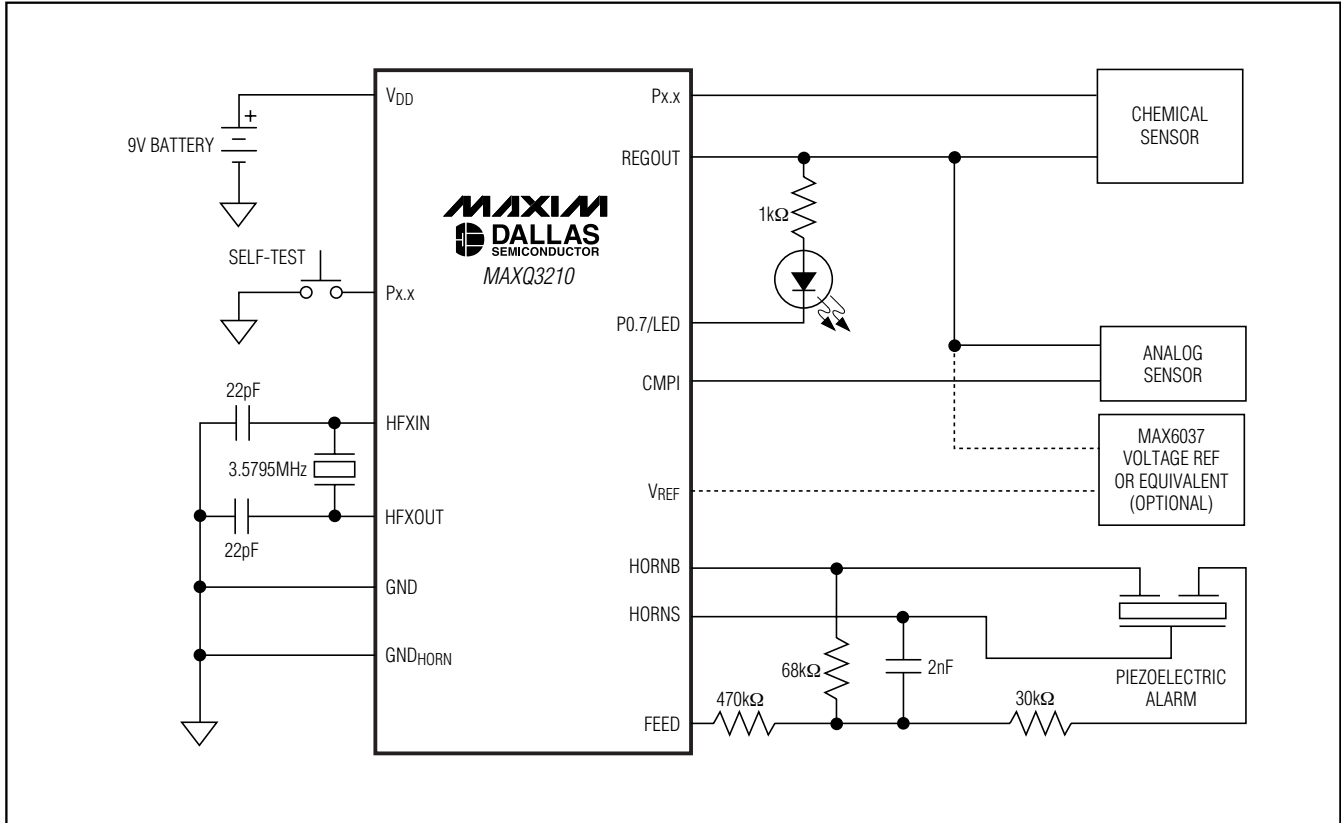 9V BATTERY
+
SELF-TEST
22pF
3.5795MHz
22pF
VDD
Px.x
HFXIN
HFXOUT
GND
GNDHORN
MAXIM
DALLAS
SEMICONDUCTOR
MAXQ3210
Px.x
REGOUT
P0.7/LED
CMPI
VREF
HORNB
HORNS
FEED
1kΩ
68kΩ
2nF
470kΩ
30kΩ
CHEMICAL
SENSOR
ANALOG
SENSOR
MAX6037
VOLTAGE REF
OR EQUIVALENT
(OPTIONAL)
PIEZOELECTRIC
ALARM